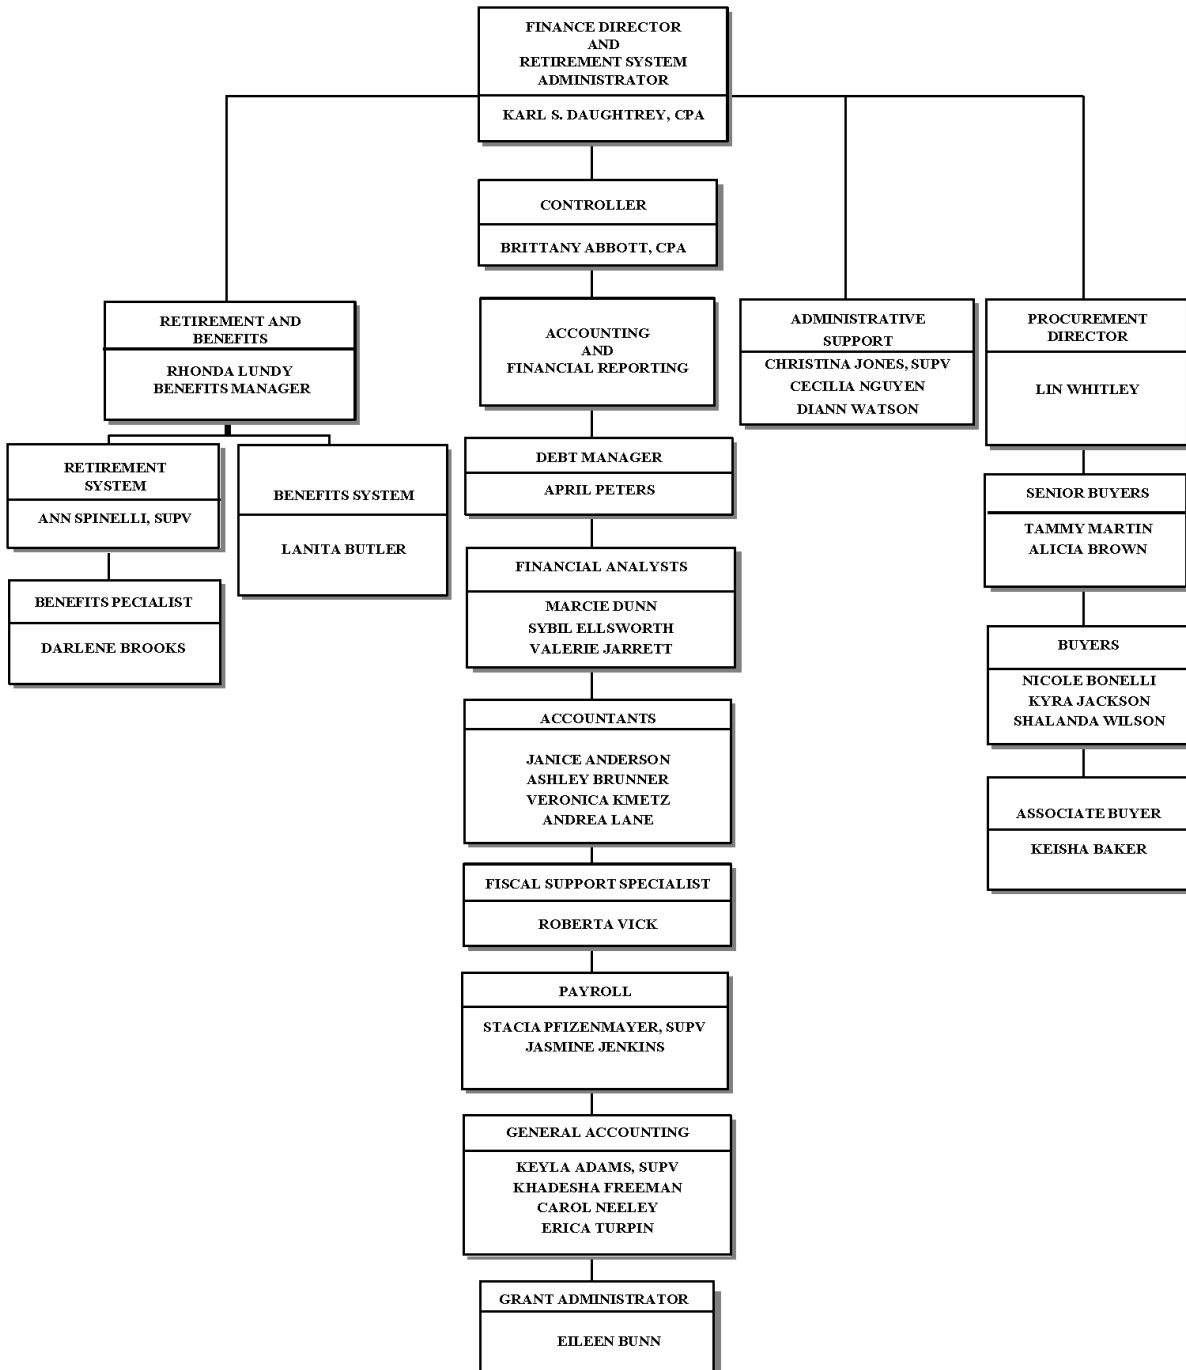 FINANCE DIRECTOR
AND
RETIREMENT SYSTEM
ADMINISTRATOR
KARL S. DAUGHTREY, CPA
CONTROLLER
BRITTANY ABBOTT, CPA
RETIREMENT AND
BENEFITS
RHONDA LUNDY
BENEFITS MANAGER
RETIREMENT
SYSTEM
ANN SPINELLI, SUPV
BENEFITS SYSTEM
LANITA BUTLER
BENEFITS PECIALIST
DARLENE BROOKS
ACCOUNTING
AND
FINANCIAL REPORTING
DEBT MANAGER
APRIL PETERS
FINANCIAL ANALYSTS
MARCIE DUNN
SYBIL ELLSWORTH
VALERIE JARRETT
ACCOUNTANTS
JANICE ANDERSON
ASHLEY BRUNNER
VERONICA KMETZ
ANDREA LANE
FISCAL SUPPORT SPECIALIST
ROBERTA VICK
PAYROLL
STACIA PFIZENMAYER, SUPV
JASMINE JENKINS
GENERAL ACCOUNTING
KEYLA ADAMS, SUPV
KHADESHA FREEMAN
CAROL NEELEY
ERICA TURPIN
GRANT ADMINISTRATOR
EILEEN BUNN
ADMINISTRATIVE
SUPPORT
CHRISTINA JONES, SUPV
CECILIA NGUYEN
DIANN WATSON
PROCUREMENT
DIRECTOR
LIN WHITLEY
SENIOR BUYERS
TAMMY MARTIN
ALICIA BROWN
BUYERS
NICOLE BONELLI
KYRA JACKSON
SHALANDA WILSON
ASSOCIATE BUYER
KEISHA BAKER